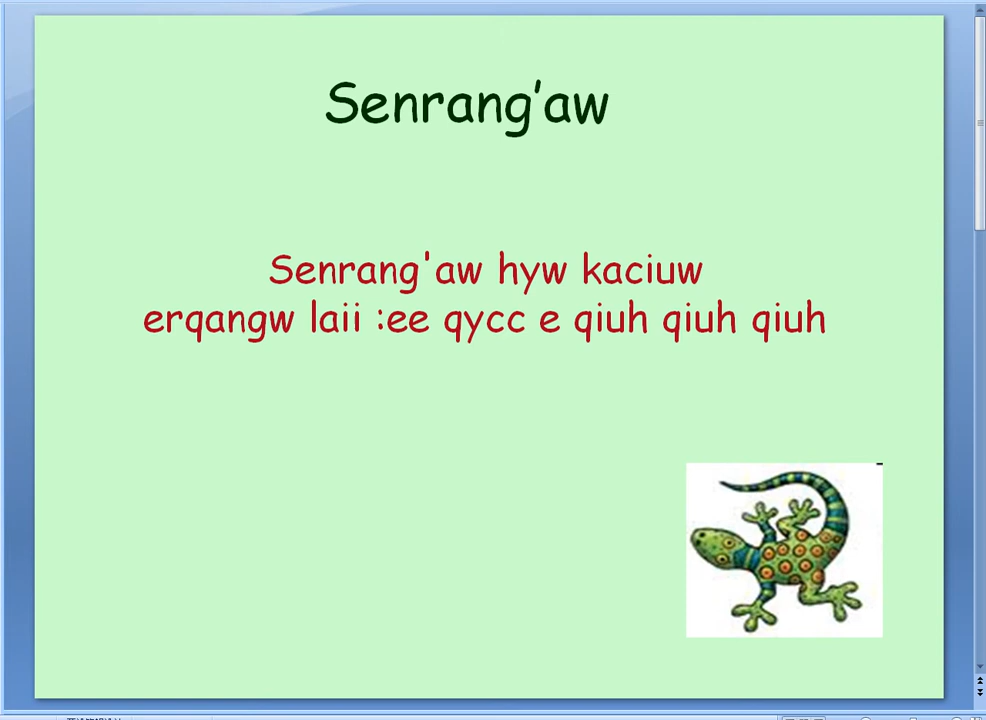 Senrang’aw
Senrang'aw hyw kaciuw
erqangw laii :ee qycc e qiuh qiuh qiuh